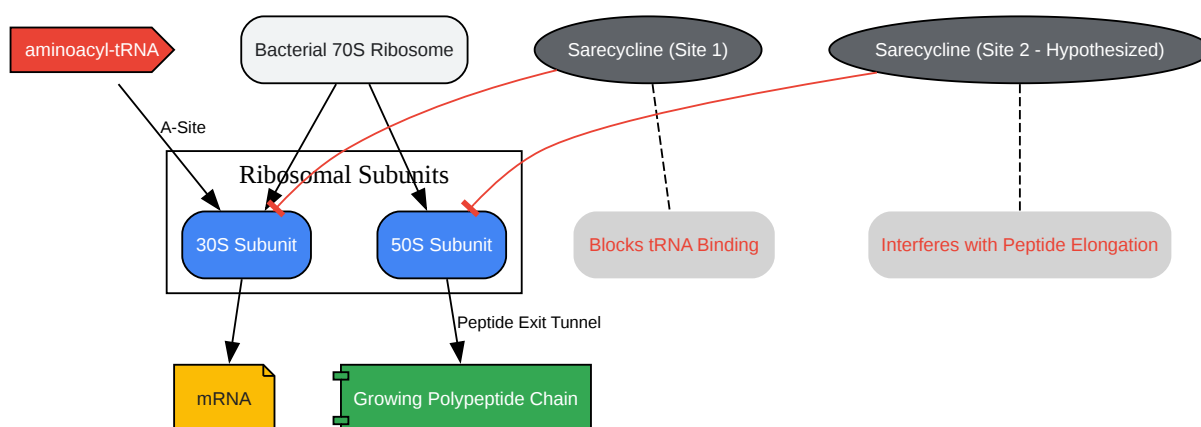 aminoacyl-tRNA
Bacterial 70S Ribosome
Sarecycline (Site 1)
Sarecycline (Site 2 - Hypothesized)
A-Site
Ribosomal Subunits
30S Subunit
50S Subunit
Blocks tRNA Binding
Interferes with Peptide Elongation
Peptide Exit Tunnel
mRNA
Growing Polypeptide Chain